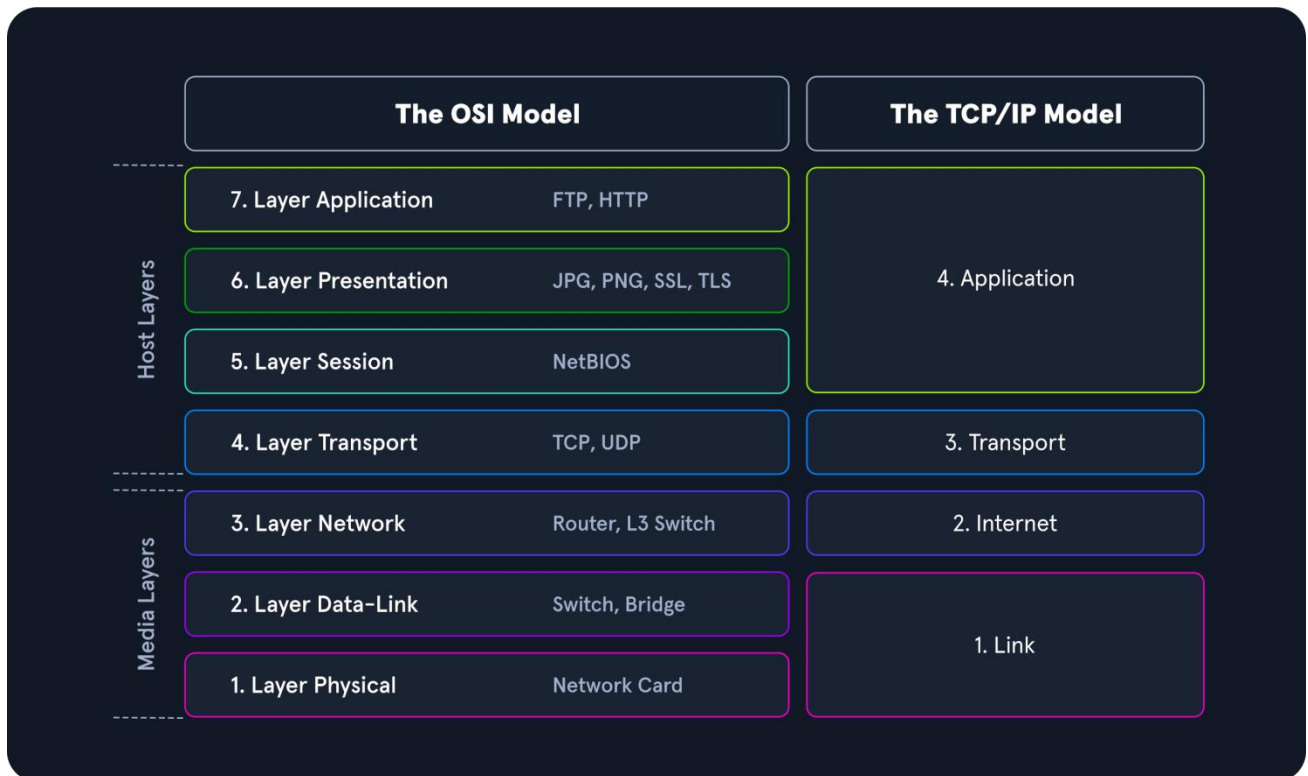 The OSI Model
The TCP/IP Model
Host Layers
7. Layer Application
FTP, HTTP
6. Layer Presentation
JPG, PNG, SSL, TLS
5. Layer Session
NetBIOS
4. Layer Transport
TCP, UDP
4. Application
3. Transport
Media Layers
3. Layer Network
Router, L3 Switch
2. Layer Data-Link
Switch, Bridge
1. Layer Physical
Network Card
2. Internet
1. Link